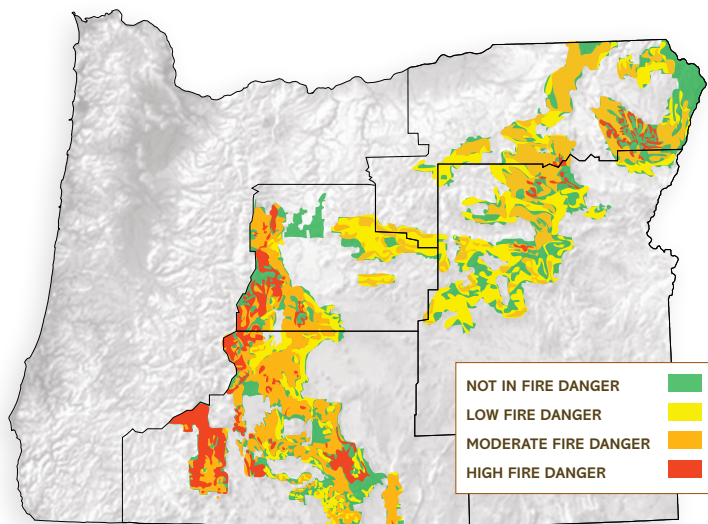 NOT IN FIRE DANGER
LOW FIRE DANGER
MODERATE FIRE DANGER
HIGH FIRE DANGER